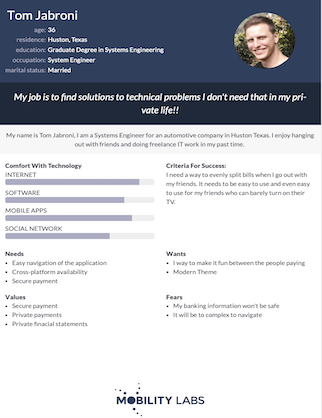 Tom Jabroni
age: 36
residence: Huston, Texas
education: Graduate Degree in Systems Engineering
occupation: System Engineer
marital status: Married
My job is to find solutions to technical problems I don't need that in my pri-
vate life!!
My name is Tom Jabroni, I am a Systems Engineer for an automotive company in Huston Texas. I enjoy hanging
out with friends and doing freelance IT work in my past time.
Comfort With Technology
INTERNET
SOFTWARE
MOBILE APPS
SOCIAL NETWORK
Criteria For Success:
I need a way to evenly split bills when I go out with
my friends. It needs to be easy to use and even easy
to use for my friends who can barely turn on their
TV.
Needs
• Easy navigation of the application
• Cross-platform availability
• Secure payment
Wants
• I way to make it fun between the people paying
• Modern Theme
Values
• Secure payment
• Private payments
• Private finacial statements
Fears
• My banking information won't be safe
• It will be to complex to navigate
MOBILITY LABS